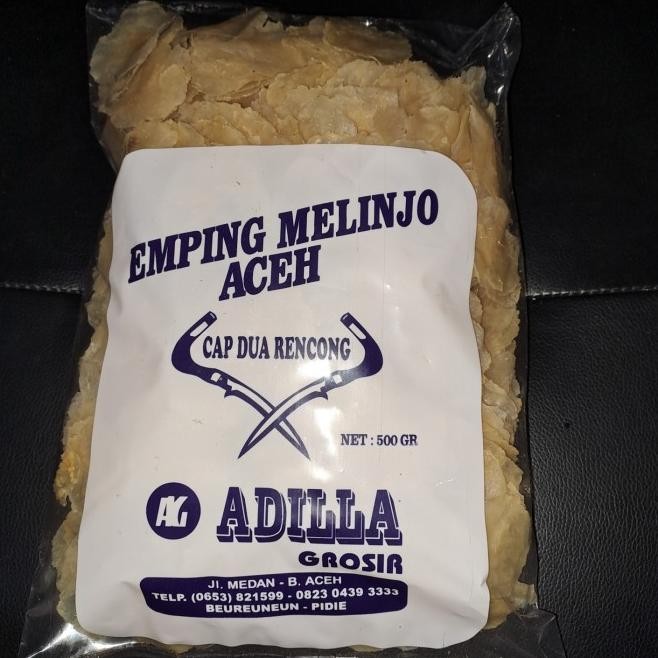 EMPING MELINJO
ACEH
CAP DUA RENCONG
NET : 500 GR
AG ADILLA
GROSIR
Jl. MEDAN - B. ACEH
TELP. (0653) 821599 - 0823 0439 3333
BEUREUNEUN - PIDIE